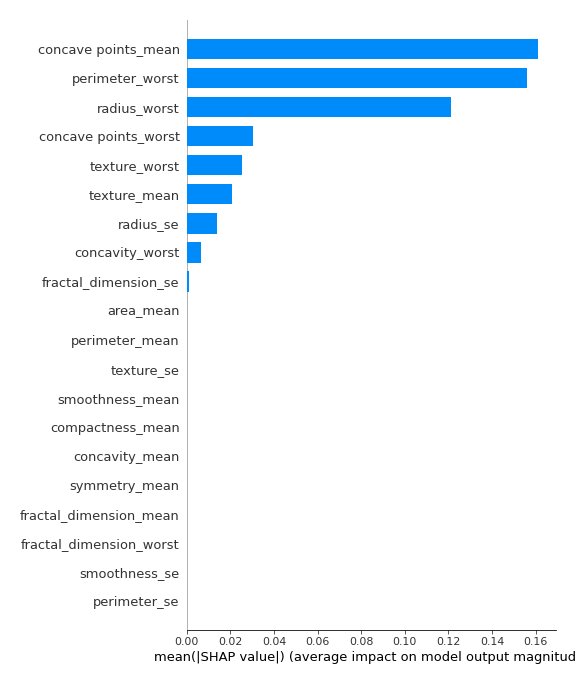 concave points_mean
perimeter_worst
radius_worst
concave points_worst
texture_worst
texture_mean
radius_se
concavity_worst
fractal_dimension_se
area_mean
perimeter_mean
texture_se
smoothness_mean
compactness_mean
concavity_mean
symmetry_mean
fractal_dimension_mean
fractal_dimension_worst
smoothness_se
perimeter_se
0.00 0.02 0.04 0.06 0.08 0.10 0.12 0.14 0.16
mean(|SHAP value|) (average impact on model output magnitud